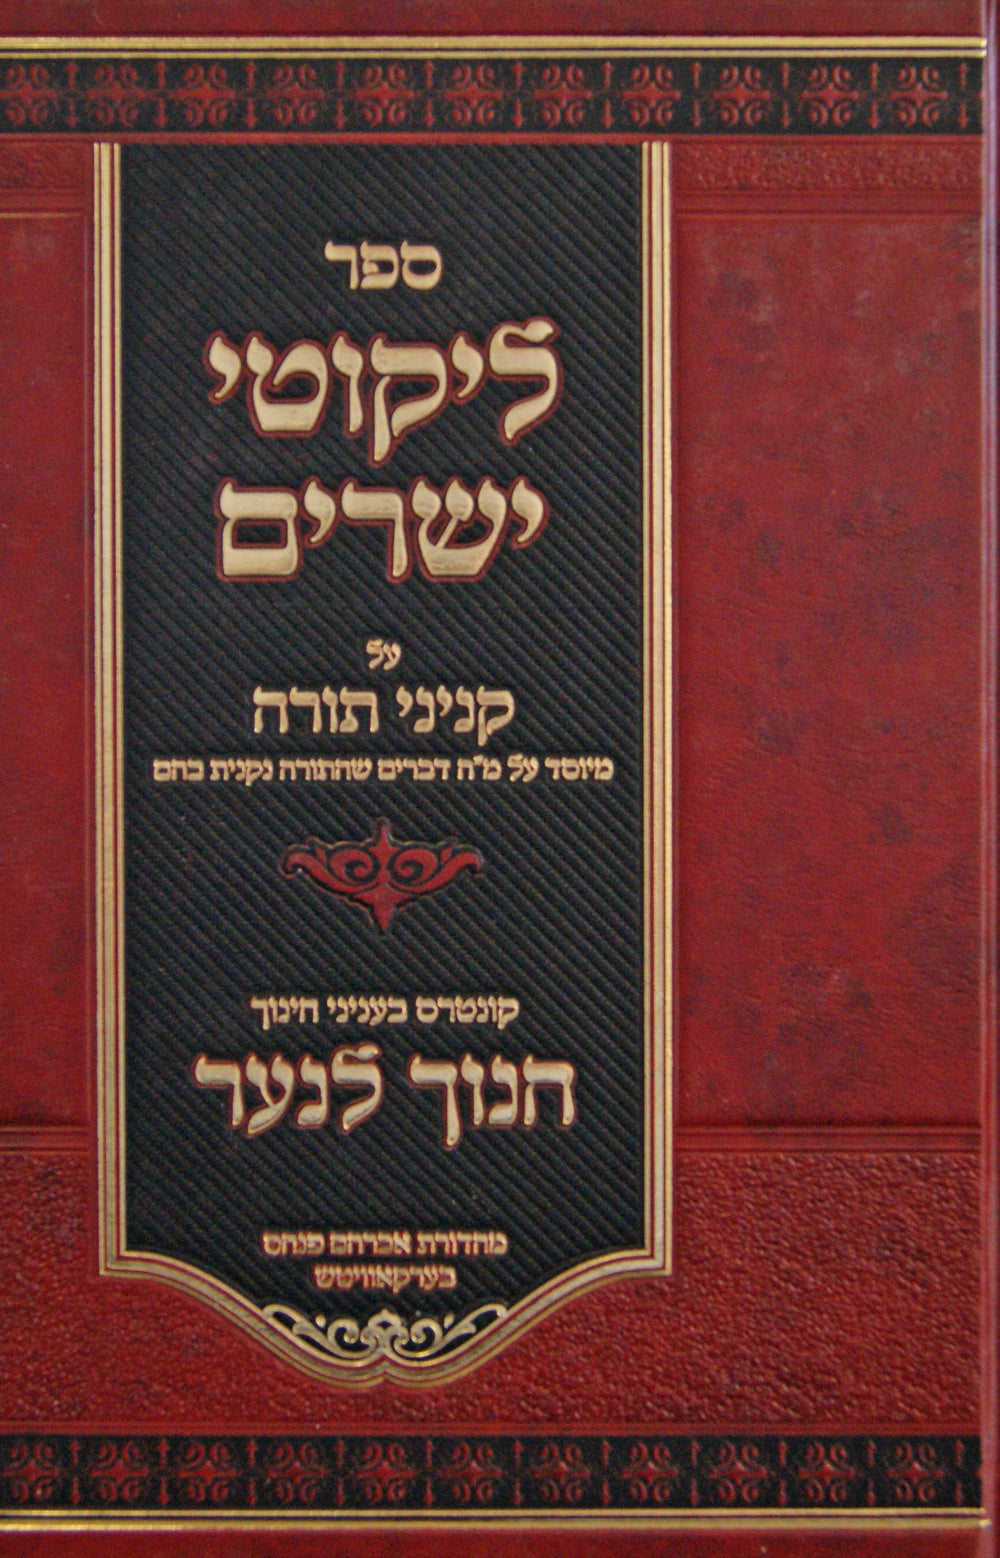 ספר
ליקוטי
ישרים
על
קניני תורה
מיוסד על מ"ח דברים שהתורה נקנית בהם
קונטרס בעניני חינוך
חנוך לנער
מהדורת אברהם פנחס
בערקאוויטש